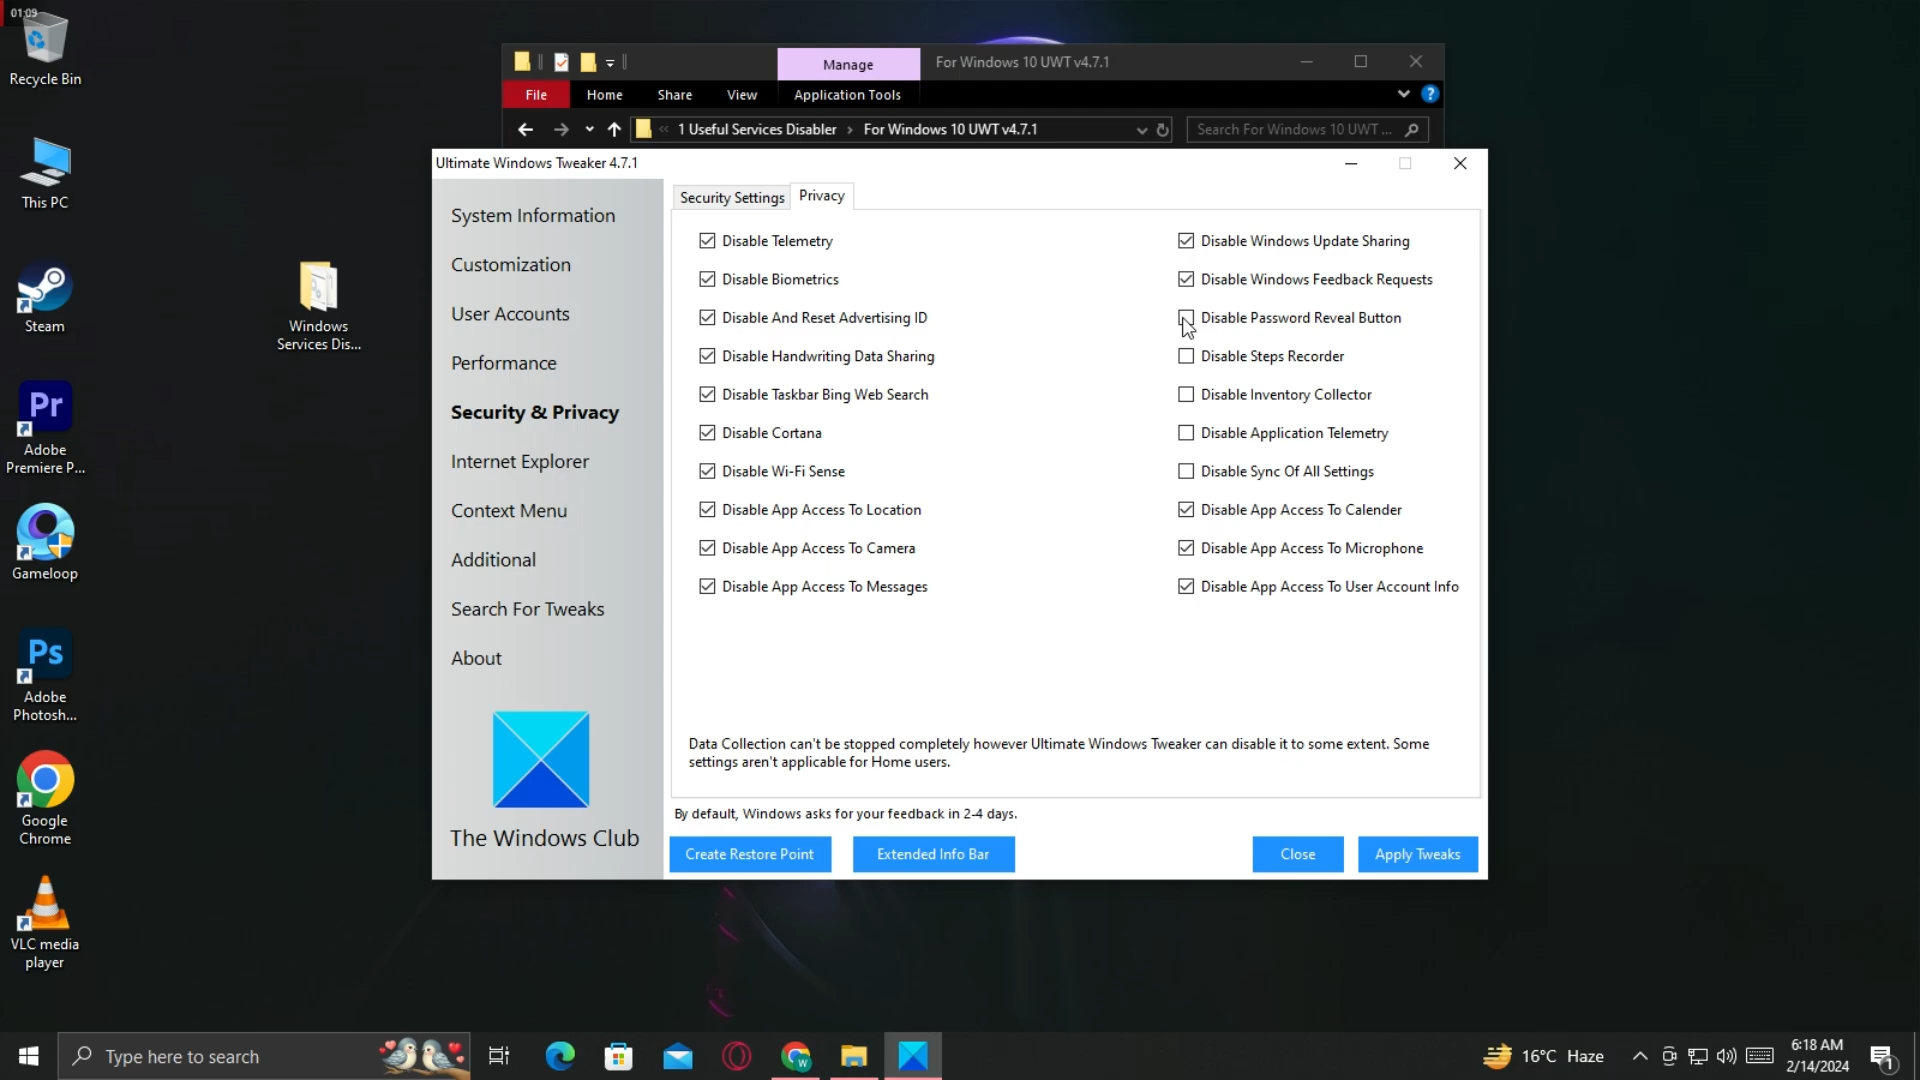 01:09
Recycle Bin
This PC
Steam
Adobe
Premiere P...
Gameloop
Ps
Adobe
Photosh...
Google
Chrome
VLC media
player
Pr
Windows
Services Dis...
Manage
For Windows 10 UWT v4.7.1
File
Home
Share
View
Application Tools
?
« 1 Useful Services Disabler › For Windows 10 UWT v4.7.1
Search For Windows 10 UWT ...
Ultimate Windows Tweaker 4.7.1
System Information
Customization
User Accounts
Performance
Security & Privacy
Internet Explorer
Context Menu
Additional
Search For Tweaks
About
The Windows Club
Security Settings
Privacy
Disable Telemetry
Disable Biometrics
Disable And Reset Advertising ID
Disable Handwriting Data Sharing
Disable Taskbar Bing Web Search
Disable Cortana
Disable Wi-Fi Sense
Disable App Access To Location
Disable App Access To Camera
Disable App Access To Messages
Disable Windows Update Sharing
Disable Windows Feedback Requests
Disable Password Reveal Button
Disable Steps Recorder
Disable Inventory Collector
Disable Application Telemetry
Disable Sync Of All Settings
Disable App Access To Calender
Disable App Access To Microphone
Disable App Access To User Account Info
Data Collection can't be stopped completely however Ultimate Windows Tweaker can disable it to some extent. Some
settings aren't applicable for Home users.
By default, Windows asks for your feedback in 2-4 days.
Create Restore Point
Extended Info Bar
Close
Apply Tweaks
Type here to search
W
16°C Haze
6:18 AM
2/14/2024
1